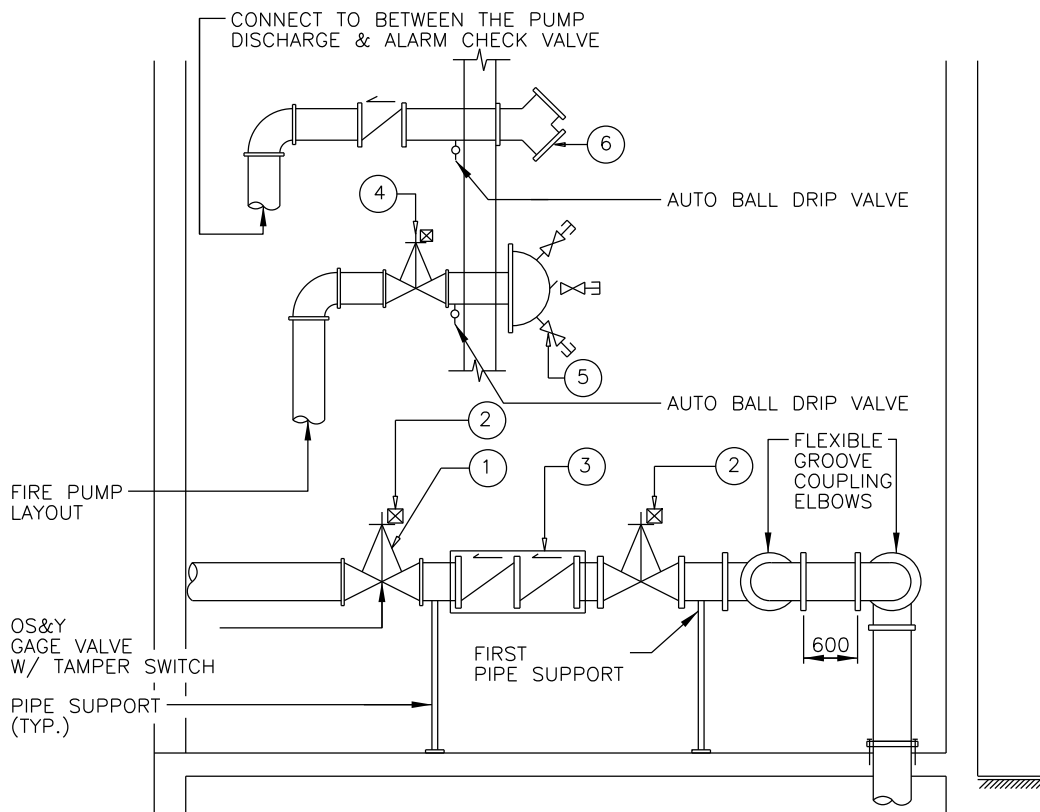 CONNECT TO BETWEEN THE PUMP
DISCHARGE & ALARM CHECK VALVE
6
4
AUTO BALL DRIP VALVE
5
AUTO BALL DRIP VALVE
2
1
3
2
FLEXIBLE
GROOVE
COUPLING
ELBOWS
FIRE PUMP
LAYOUT
OS&Y
GAGE VALVE
W/ TAMPER SWITCH
FIRST
PIPE SUPPORT
600
PIPE SUPPORT
(TYP.)